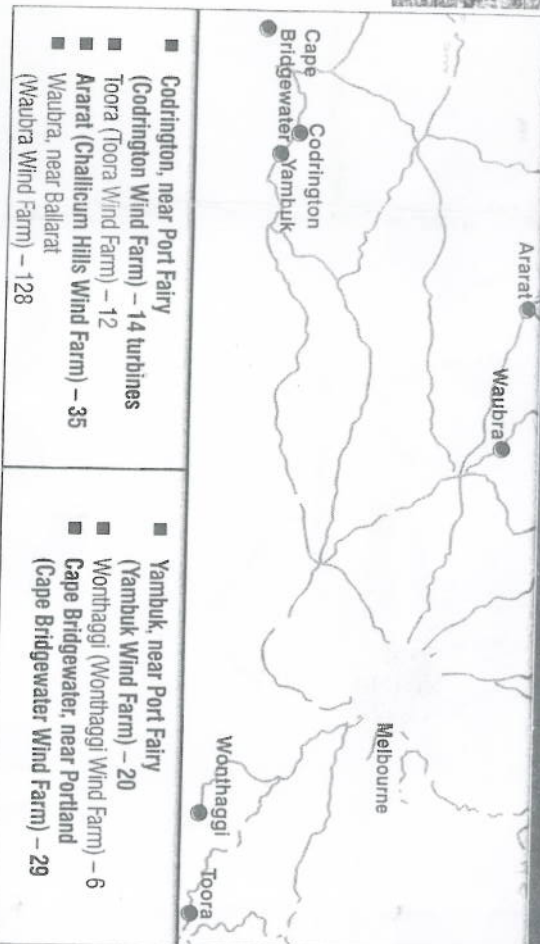 Ararat
Waubra
Melbourne
Cape
Bridgewater
Codrington
Yambuk
Wonthaggi
Toora
■ Codrington, near Port Fairy
(Codrington Wind Farm) – 14 turbines
■ Toora (Toora Wind Farm) – 12
■ Ararat (Challicum Hills Wind Farm) – 35
■ Waubra, near Ballarat
(Waubra Wind Farm) – 128
■ Yambuk, near Port Fairy
(Yambuk Wind Farm) – 20
■ Wonthaggi (Wonthaggi Wind Farm) – 6
■ Cape Bridgewater, near Portland
(Cape Bridgewater Wind Farm) – 29